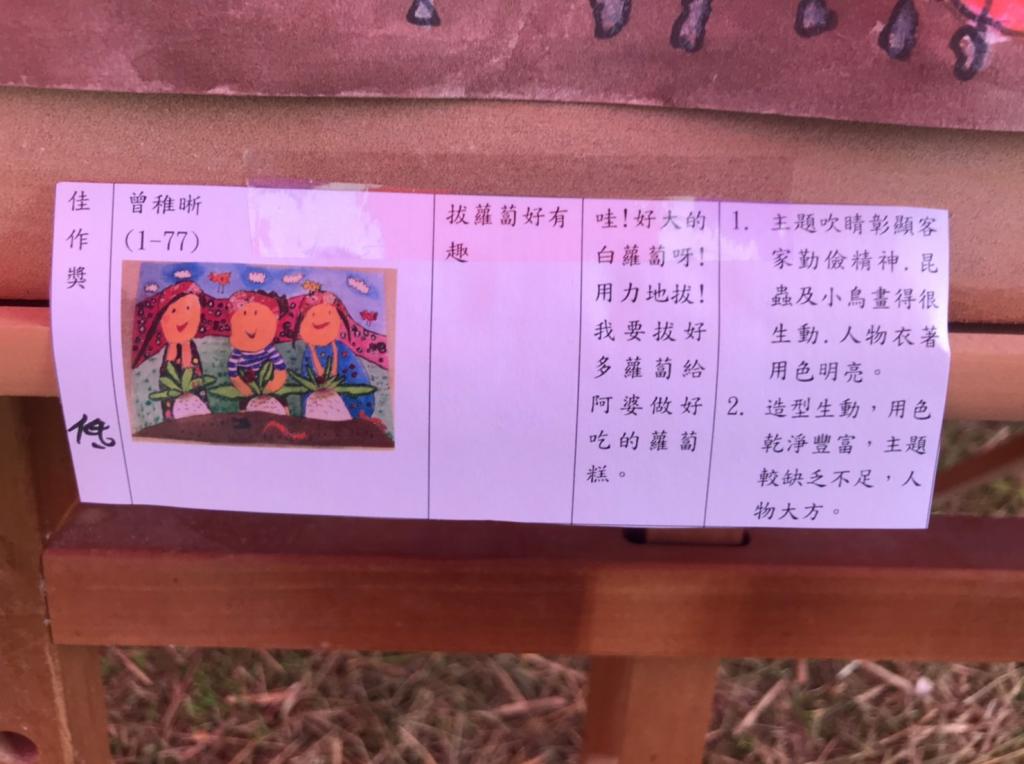 佳
作
獎
低
曾稚晰
(1-77)
拔蘿蔔好有
趣
哇!好大的
白蘿蔔呀!
用力地拔!
我要拔好
多蘿蔔給
阿婆做好
吃的蘿蔔
糕。
1. 主題吹睛彰顯客
家勤儉精神.昆
蟲及小鳥畫得很
生動.人物衣著
用色明亮。
2. 造型生動,用色
乾淨豐富,主題
較缺乏不足,人
物大方。